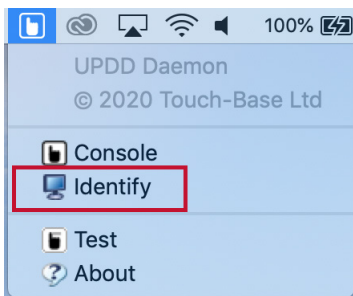 100%
UPDD Daemon
© 2020 Touch-Base Ltd
Console
Identify
Test
About